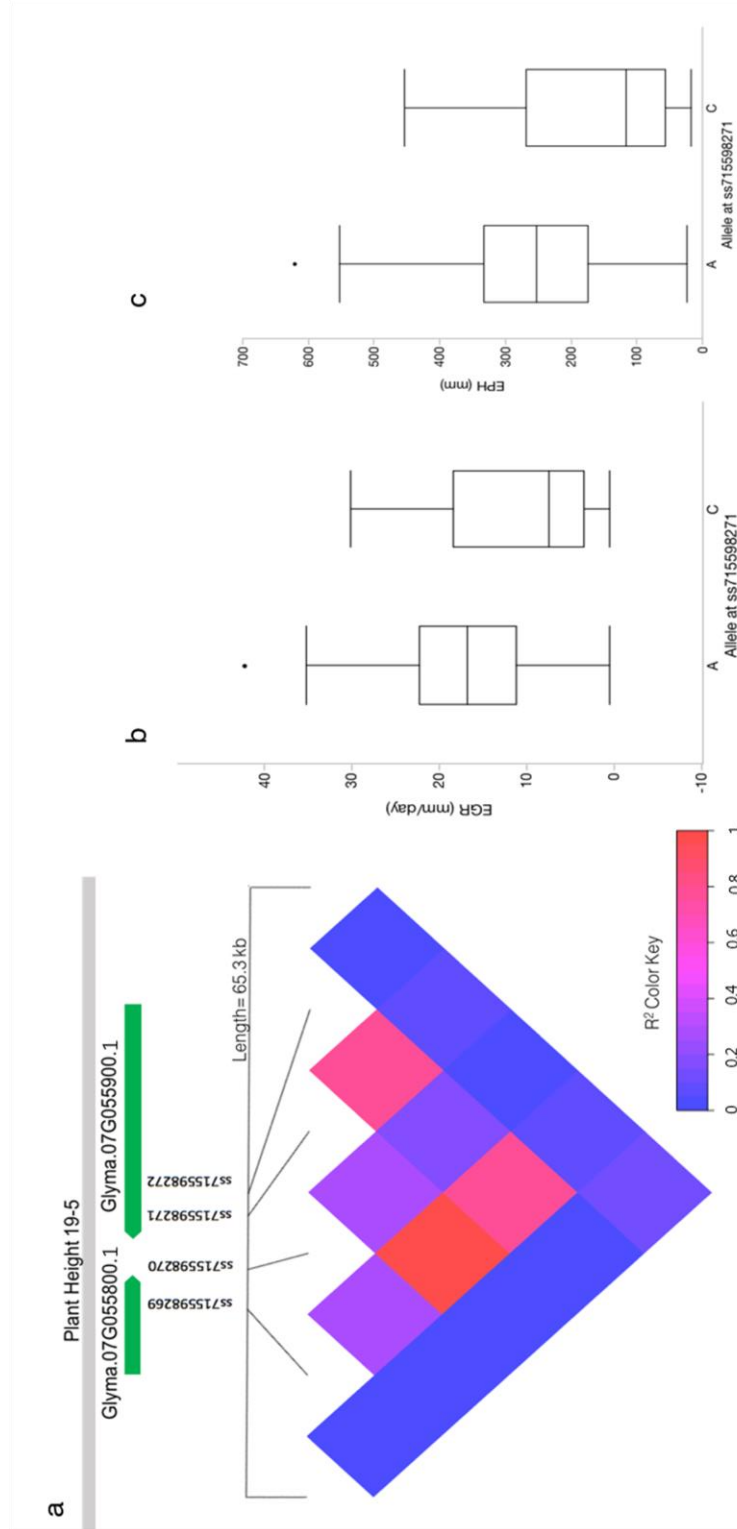 a
Plant Height 19-5
Glyma.07G055800.1 Glyma.07G055900.1
ss715598269
ss715598270
ss715598271
ss715598272
Length= 65.3 kb
R² Color Key
0 0.2 0.4 0.6 0.8 1
b
EGR (mm/day)
40
30
20
10
0
-10
A C
Allele at ss715598271
c
EPH (mm)
700
600
500
400
300
200
100
0
A C
Allele at ss715598271